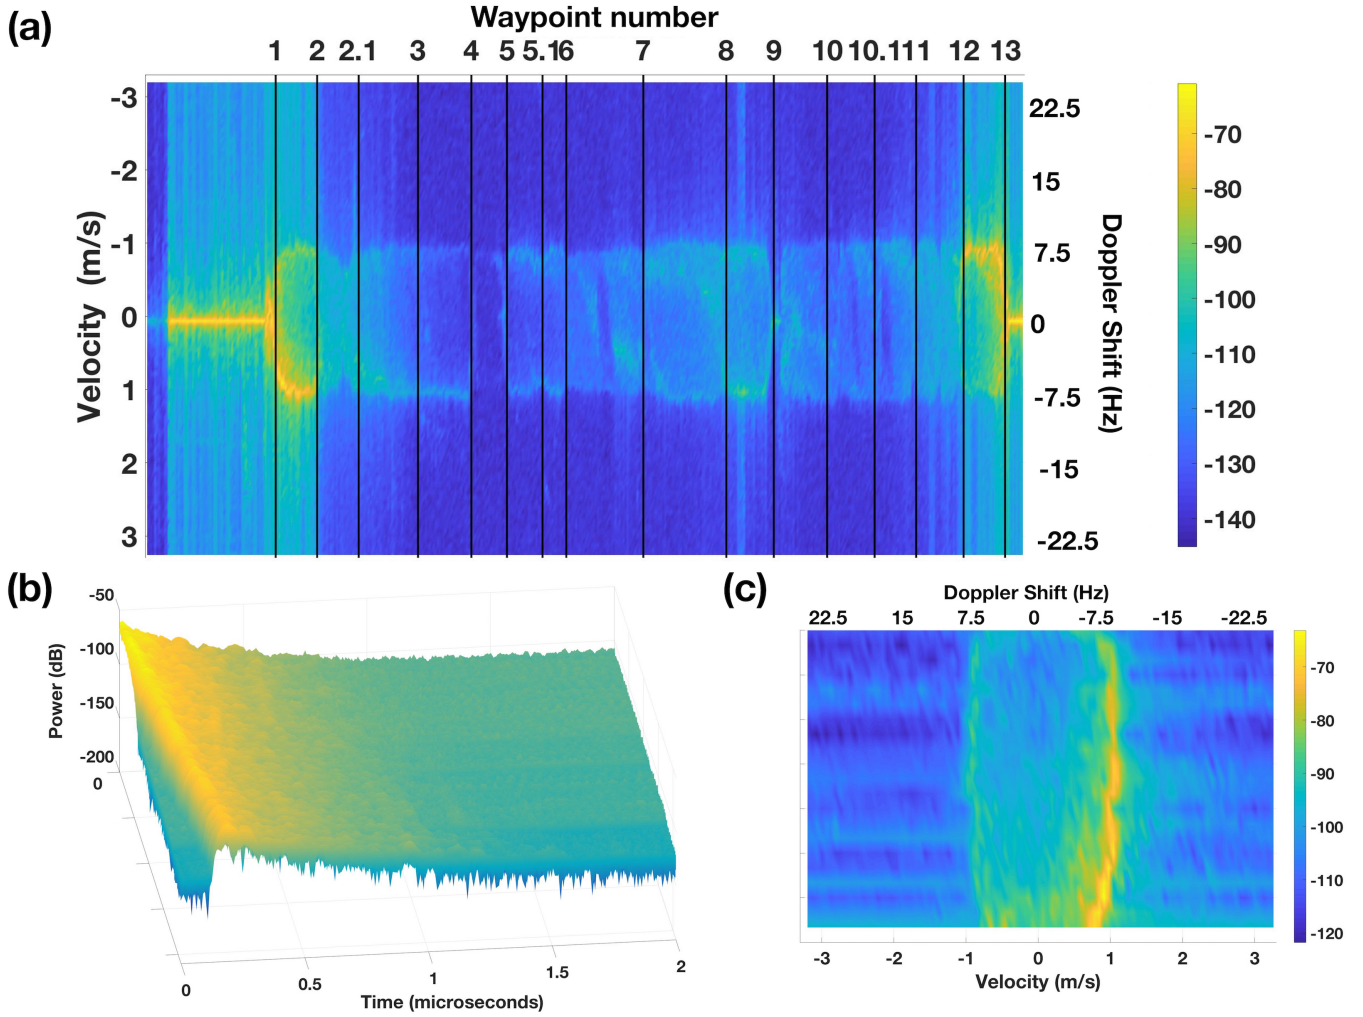 (a)
Waypoint number
1 2 2.1 3 4 5 5.1 6 7 8 9 10 10.1 11 12 13
Velocity (m/s)
-3
-2
-1
0
1
2
3
22.5
15
7.5
0
-7.5
-15
-22.5
Doppler Shift (Hz)
-70
-80
-90
-100
-110
-120
-130
-140
(b)
Power (dB)
-50
-100
-150
-200
0
0 0.5 1 1.5 2
Time (microseconds)
(c)
Doppler Shift (Hz)
22.5 15 7.5 0 -7.5 -15 -22.5
-70
-80
-90
-100
-110
-120
-3 -2 -1 0 1 2 3
Velocity (m/s)